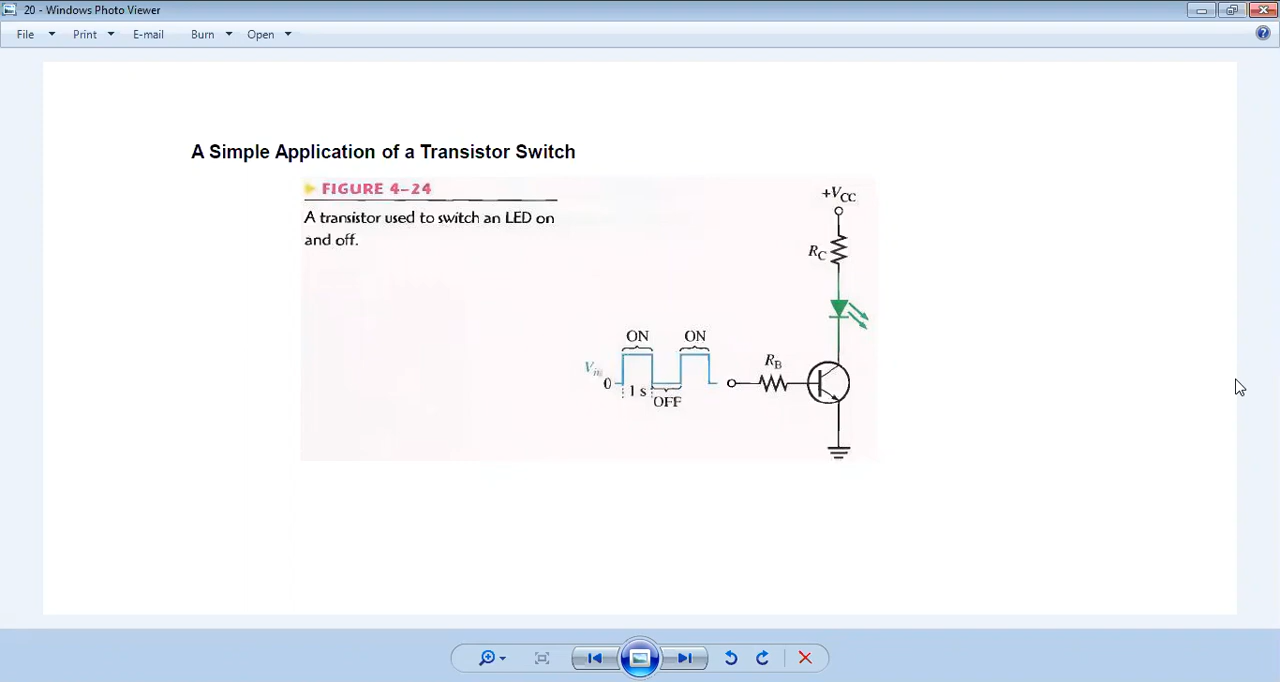 20 - Windows Photo Viewer
File Print E-mail Burn Open
A Simple Application of a Transistor Switch
FIGURE 4–24
A transistor used to switch an LED on
and off.
+VCC
RC
ON ON
Vin
RB
0
1 s
OFF